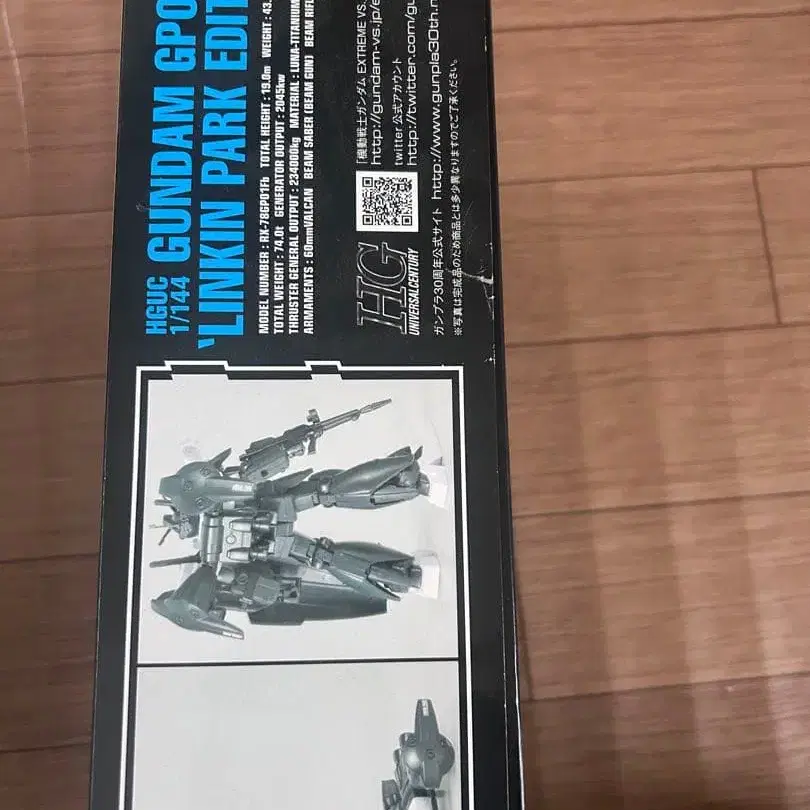 HGUC
1/144
GUNDAM GPO
'LINKIN PARK EDIT
MODEL NUMBER : RX-78GP01Fb TOTAL HEIGHT : 19.0m WEIGHT : 43.
TOTAL WEIGHT : 74.0t GENERATOR OUTPUT : 2045kw
THRUSTER GENERAL OUTPUT : 234000kg MATERIAL : LUNA-TITANIUM
ARMAMENTS : 60mmVALCAN BEAM SABER (BEAM GUN) BEAM RIFL
HG
UNIVERSAL CENTURY
「機動戦士ガンダム EXTREME VS.
http://gundam-vs.jp/e
twitter 公式アカウント
http://twitter.com/gu
ガンプラ30周年公式サイト http://www.gunpla30th.n
※写真は完成品のため商品とは多少異なりますのでご了承ください。